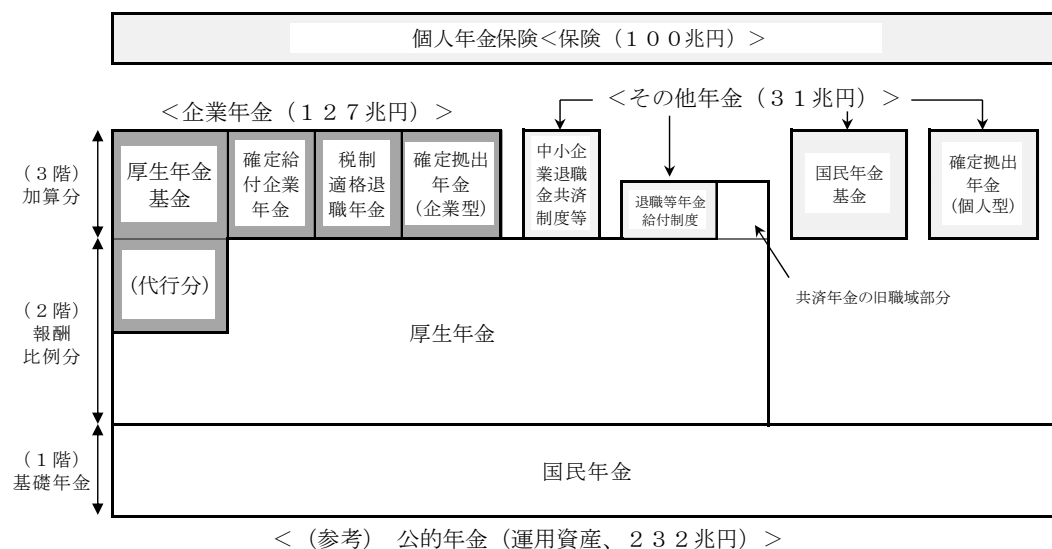 個人年金保険＜保険（１００兆円）＞
＜企業年金（１２７兆円）＞
＜その他年金（３１兆円）＞
（３階）
加算分
厚生年金
基金
確定給
付企業
年金
税制
適格退
職年金
確定拠出
年金
（企業型）
中小企
業退職
金共済
制度等
退職等年金
給付制度
国民年金
基金
確定拠出
年金
（個人型）
（代行分）
共済年金の旧職域部分
（２階）
報酬
比例分
厚生年金
（１階）
基礎年金
国民年金
＜（参考）　公的年金（運用資産、２３２兆円）＞